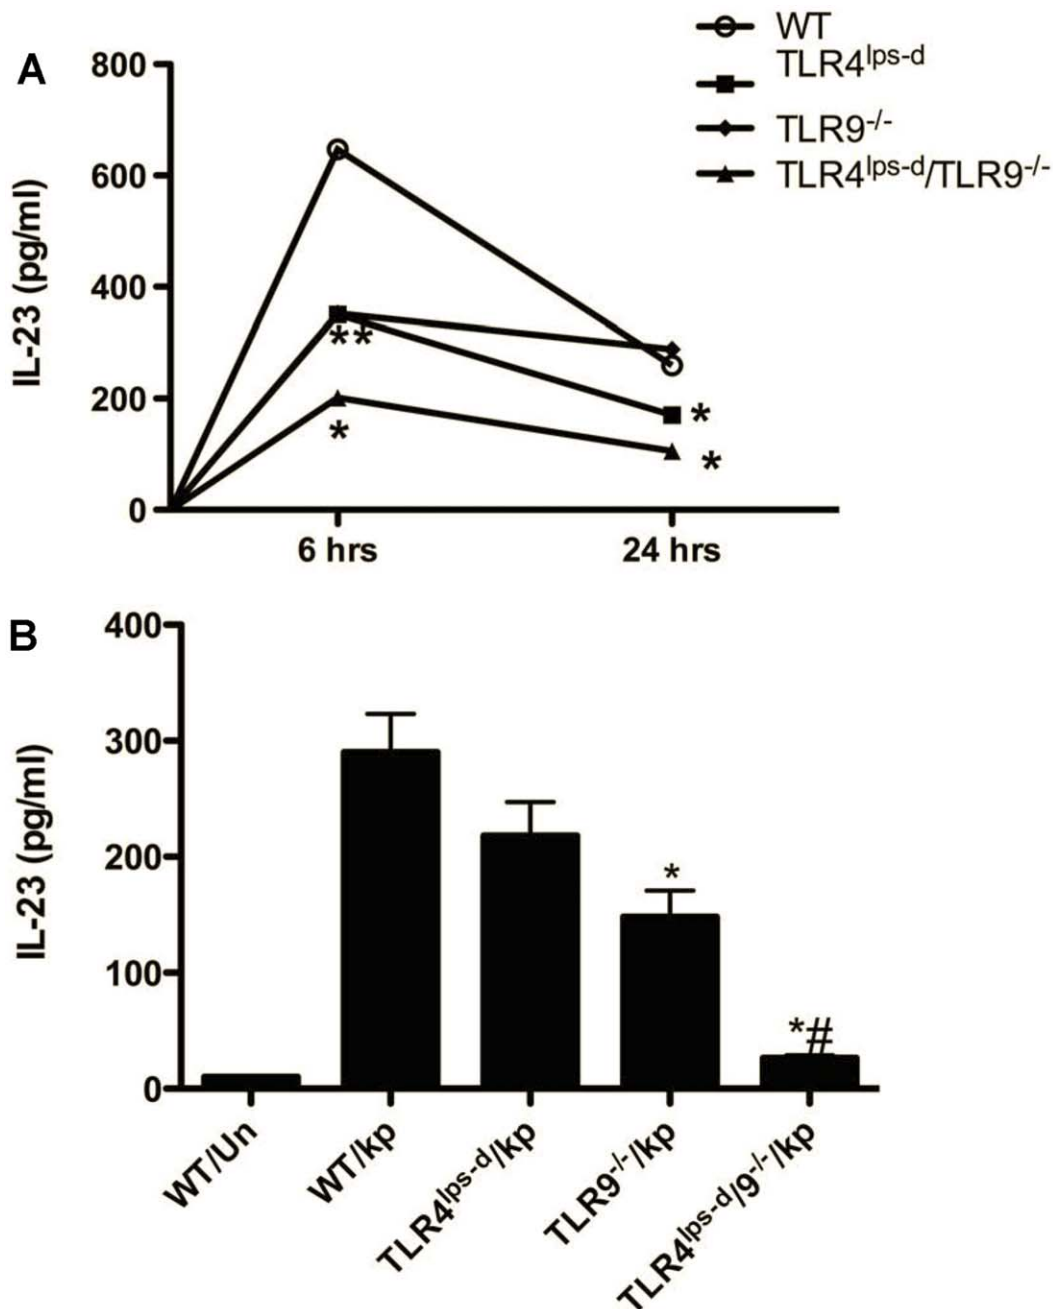 WT
A
800
TLR4lps-d
TLR9-/-
600
TLR4lps-d/TLR9-/-
IL-23 (pg/ml)
400
**
200
*
*
*
0
6 hrs
24 hrs
B
400
300
IL-23 (pg/ml)
200
*
100
*#
0
WT/Un
WT/kp
TLR4lps-d/kp
TLR9-/-/kp
TLR4lps-d/9-/-/kp